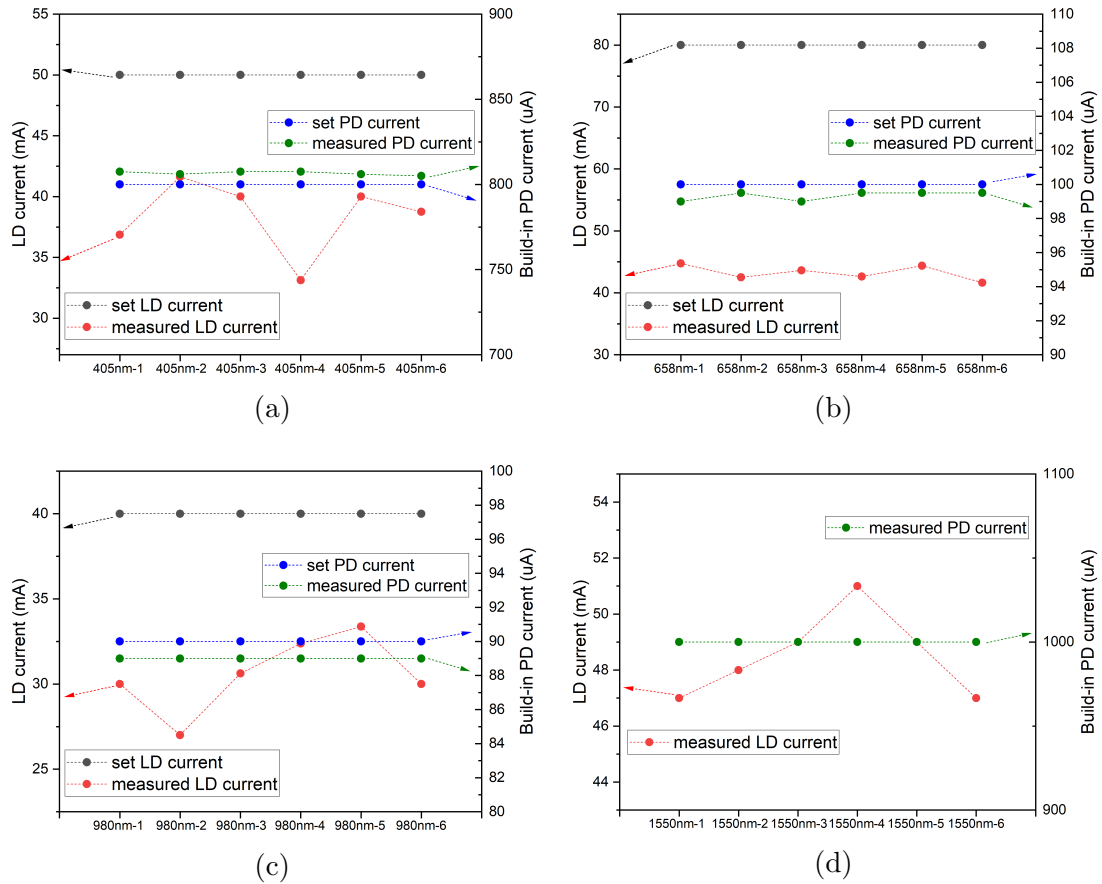 55
50
45
40
35
30
LD current (mA)
900
850
800
750
700
Build-in PD current (uA)
set PD current
measured PD current
set LD current
measured LD current
405nm-1 405nm-2 405nm-3 405nm-4 405nm-5 405nm-6
(a)
80
70
60
50
40
30
LD current (mA)
110
108
106
104
102
100
98
96
94
92
90
Build-in PD current (uA)
set PD current
measured PD current
set LD current
measured LD current
658nm-1 658nm-2 658nm-3 658nm-4 658nm-5 658nm-6
(b)
40
35
30
25
LD current (mA)
100
98
96
94
92
90
88
86
84
82
80
Build-in PD current (uA)
set PD current
measured PD current
set LD current
measured LD current
980nm-1 980nm-2 980nm-3 980nm-4 980nm-5 980nm-6
(c)
54
52
50
48
46
44
LD current (mA)
1100
1000
900
Build-in PD current (uA)
measured PD current
measured LD current
1550nm-1 1550nm-2 1550nm-3 1550nm-4 1550nm-5 1550nm-6
(d)